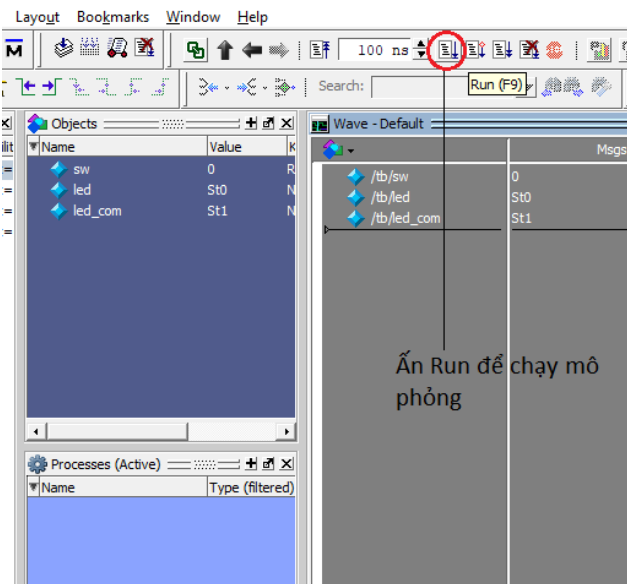 Layout Bookmarks Window Help
M
100 ns
Search:
Run (F9)
Objects
Wave - Default
Name Value
Msgs
sw 0 R
led St0 N
led_com St1 N
/tb/sw 0
/tb/led St0
/tb/led_com St1
Ấn Run để chạy mô
phỏng
Processes (Active)
Name Type (filtered)